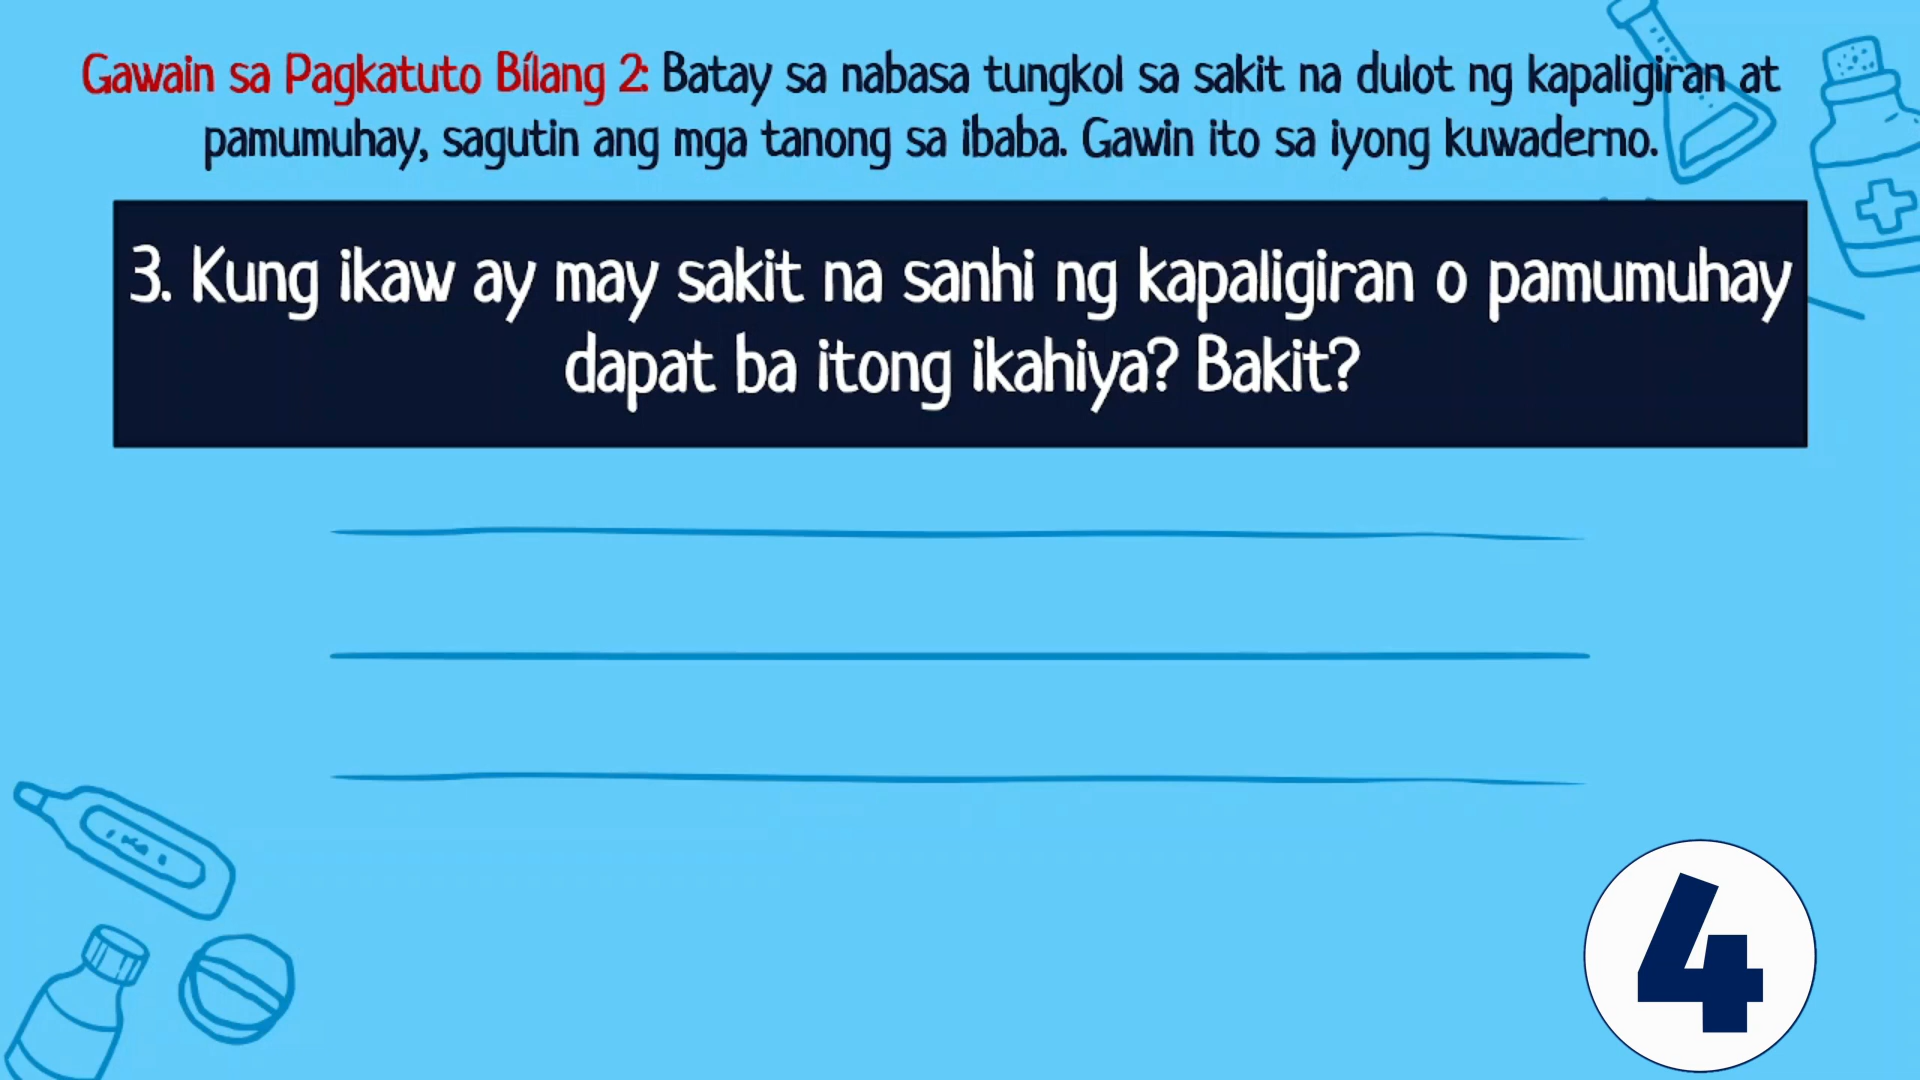 Gawain sa Pagkatuto Bílang 2: Batay sa nabasa tungkol sa sakit na dulot ng kapaligiran at
pamumuhay, sagutin ang mga tanong sa ibaba. Gawin ito sa iyong kuwaderno.
3. Kung ikaw ay may sakit na sanhi ng kapaligiran o pamumuhay
dapat ba itong ikahiya? Bakit?
4